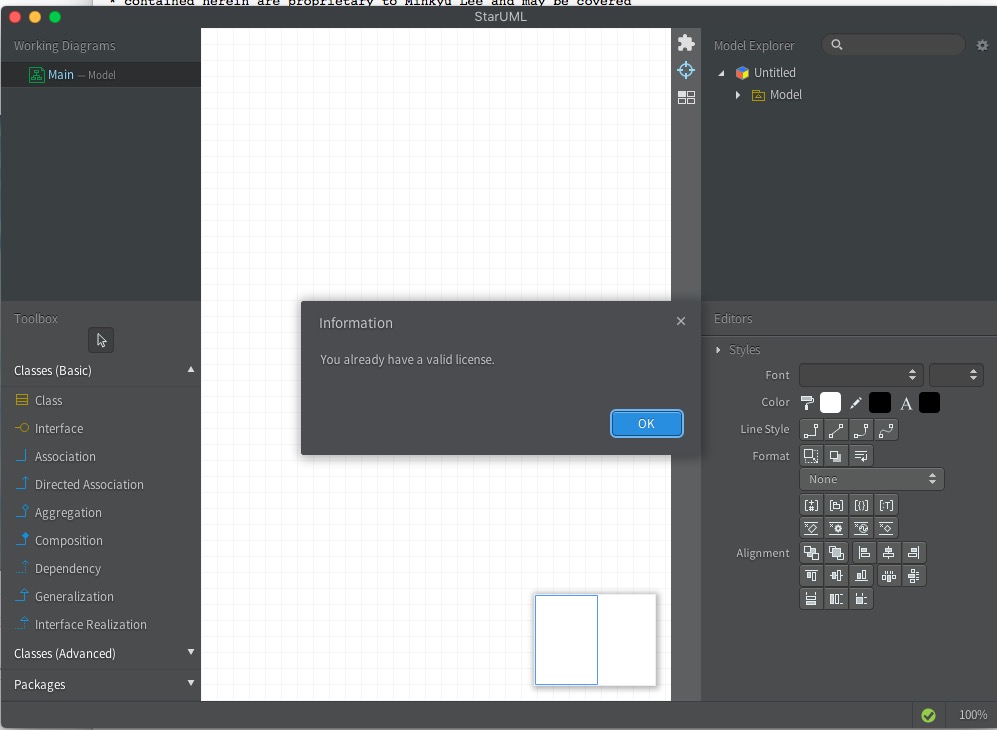 * contained herein are proprietary to Minkyu Lee and may be covered
StarUML
Working Diagrams
Main — Model
Toolbox
Classes (Basic)
Class
Interface
Association
Directed Association
Aggregation
Composition
Dependency
Generalization
Interface Realization
Classes (Advanced)
Packages
Information
You already have a valid license.
OK
Model Explorer
Untitled
Model
Editors
Styles
Font
Color
A
Line Style
Format
None
Alignment
100%